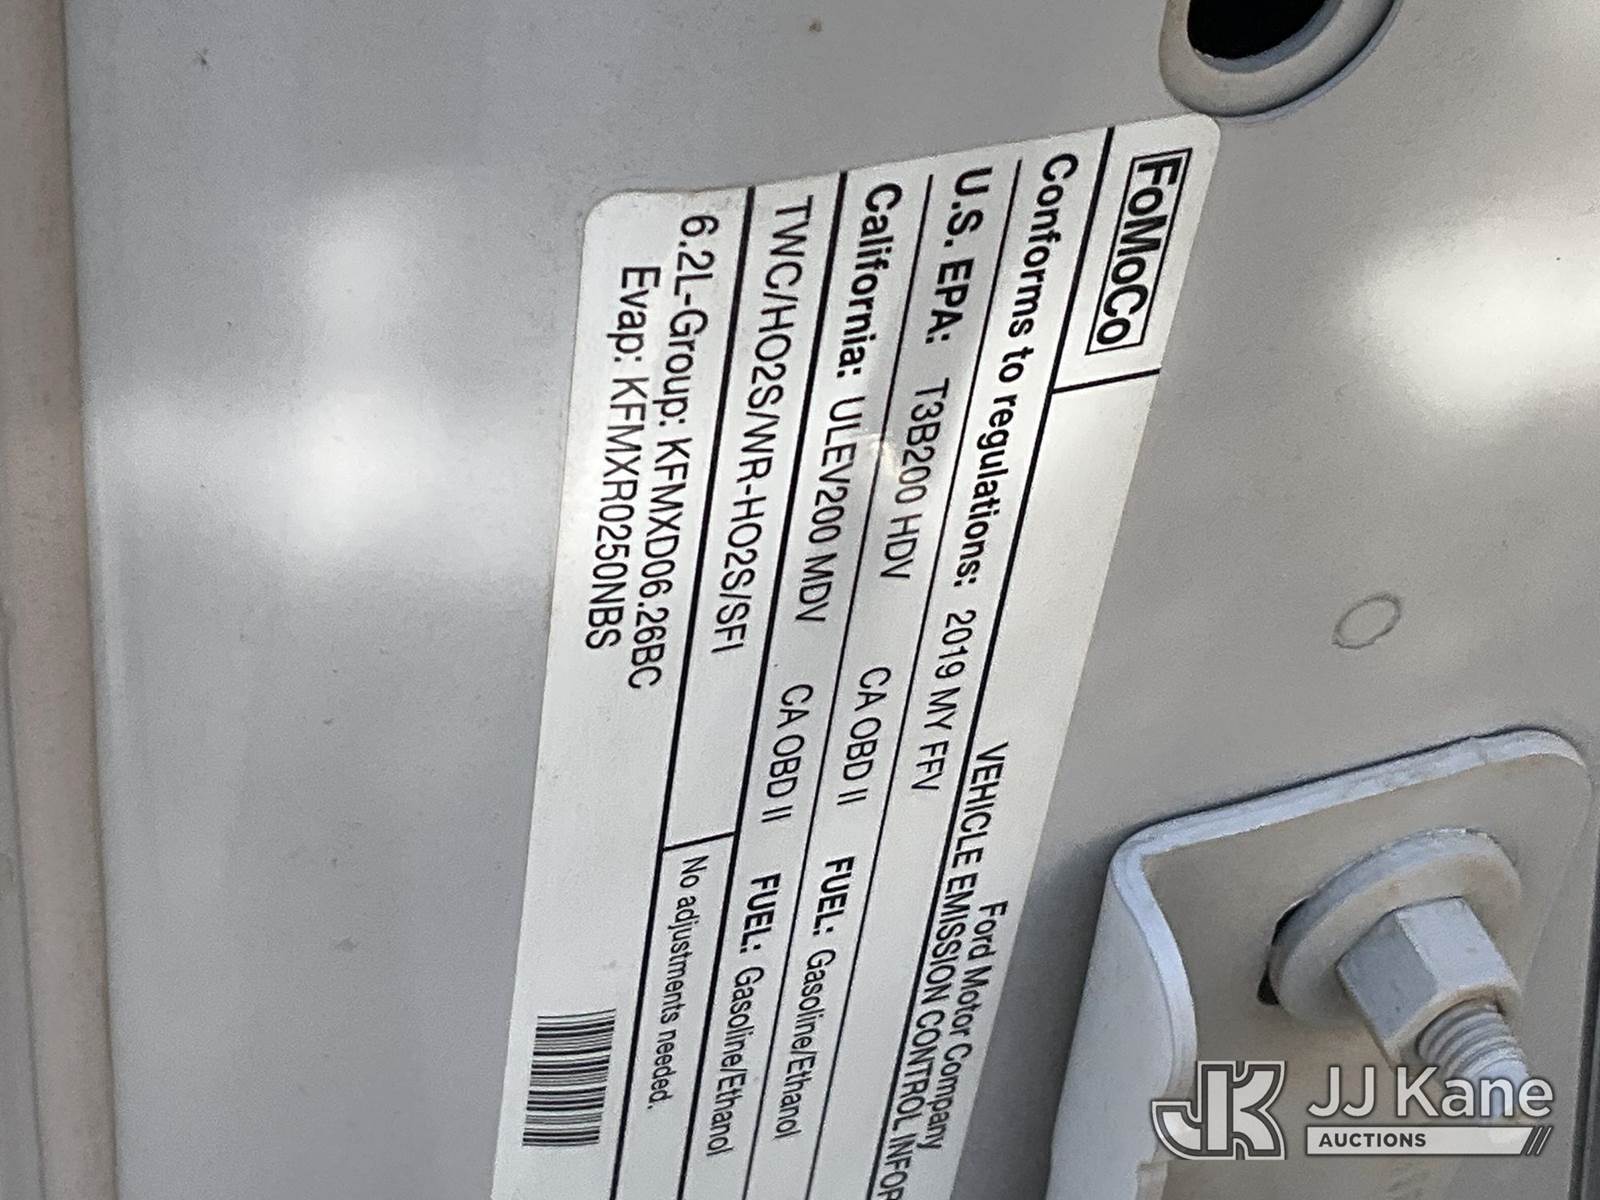 FoMoCo
Ford Motor Company
VEHICLE EMISSION CONTROL INFOR
Conforms to regulations: 2019 MY FFV
U.S. EPA: T3B200 HDV CA OBD II FUEL: Gasoline/Ethanol
California: ULEV200 MDV CA OBD II FUEL: Gasoline/Ethanol
TWC/HO2S/WR-HO2S/SFI No adjustments needed.
6.2L-Group: KFMXD06.26BC
Evap: KFMXR0250NBS
JK JJ Kane
AUCTIONS